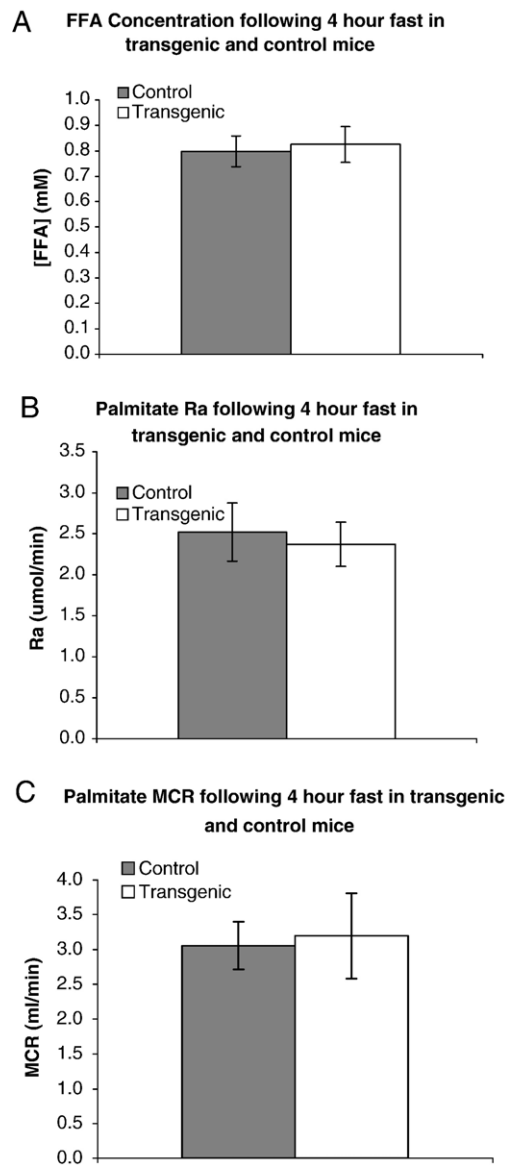 A
FFA Concentration following 4 hour fast in
transgenic and control mice
Control
Transgenic
1.0
0.9
0.8
0.7
0.6
0.5
0.4
0.3
0.2
0.1
0.0
[FFA] (mM)
B
Palmitate Ra following 4 hour fast in
transgenic and control mice
3.5
3.0
2.5
2.0
1.5
1.0
0.5
0.0
Control
Transgenic
Ra (umol/min)
C
Palmitate MCR following 4 hour fast in transgenic
and control mice
Control
Transgenic
4.0
3.5
3.0
2.5
2.0
1.5
1.0
0.5
0.0
MCR (ml/min)